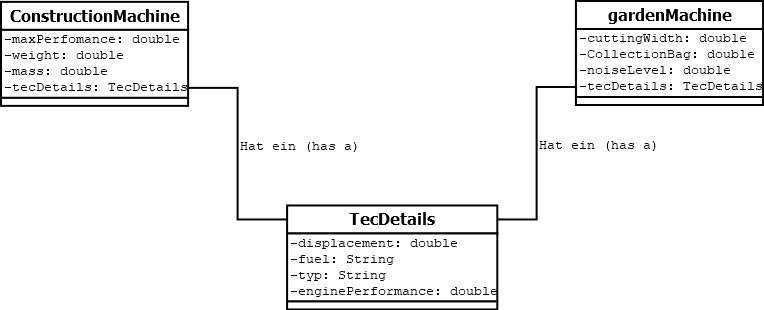 ConstructionMachine
-maxPerfomance: double
-weight: double
-mass: double
-tecDetails: TecDetails
gardenMachine
-cuttingWidth: double
-CollectionBag: double
-noiseLevel: double
-tecDetails: TecDetails
Hat ein (has a)
Hat ein (has a)
TecDetails
-displacement: double
-fuel: String
-typ: String
-enginePerformance: double